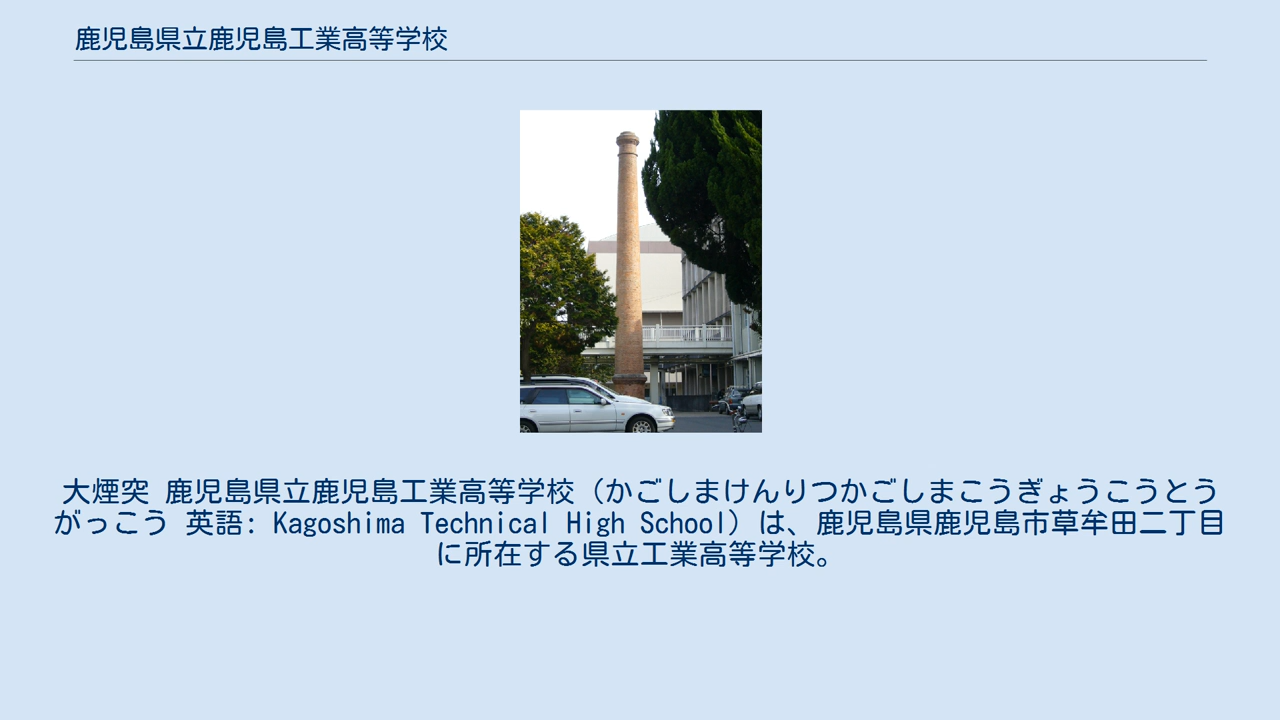 鹿児島県立鹿児島工業高等学校
大煙突 鹿児島県立鹿児島工業高等学校（かごしまけんりつかごしまこうぎょうこうとう
がっこう 英語: Kagoshima Technical High School）は、鹿児島県鹿児島市草牟田二丁目
に所在する県立工業高等学校。